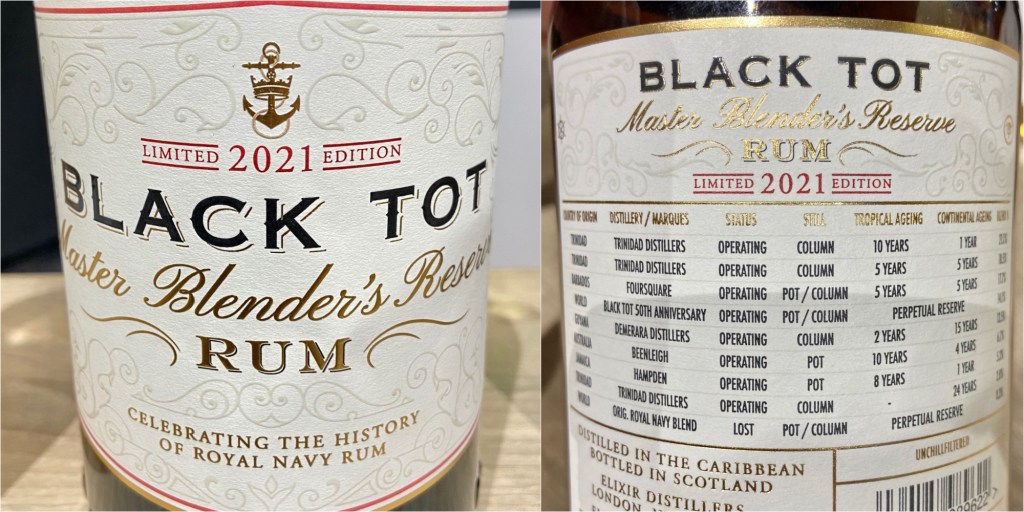 LIMITED 2021 EDITION
BLACK TOT
Master Blender's Reserve
RUM
CELEBRATING THE HISTORY
OF ROYAL NAVY RUM
BLACK TOT
Master Blender's Reserve
RUM
LIMITED 2021 EDITION
OF ORIGIN DISTILLERY / MARQUES STATUS STILL TROPICAL AGEING CONTINENTAL AGEING
TRINIDAD TRINIDAD DISTILLERS OPERATING COLUMN 10 YEARS 1 YEAR
TRINIDAD TRINIDAD DISTILLERS OPERATING COLUMN 5 YEARS 5 YEARS
BARBADOS FOURSQUARE OPERATING POT / COLUMN 5 YEARS 5 YEARS
WORLD BLACK TOT 50TH ANNIVERSARY OPERATING POT / COLUMN PERPETUAL RESERVE
GUYANA DEMERARA DISTILLERS OPERATING COLUMN 2 YEARS 15 YEARS
AUSTRALIA BEENLEIGH OPERATING POT 10 YEARS 4 YEARS
JAMAICA HAMPDEN OPERATING POT 8 YEARS 1 YEAR
TRINIDAD TRINIDAD DISTILLERS OPERATING COLUMN - 24 YEARS
WORLD ORIG. ROYAL NAVY BLEND LOST POT / COLUMN PERPETUAL RESERVE
DISTILLED IN THE CARIBBEAN
BOTTLED IN SCOTLAND
ELIXIR DISTILLERS
LONDON,
UNCHILLFILTERED